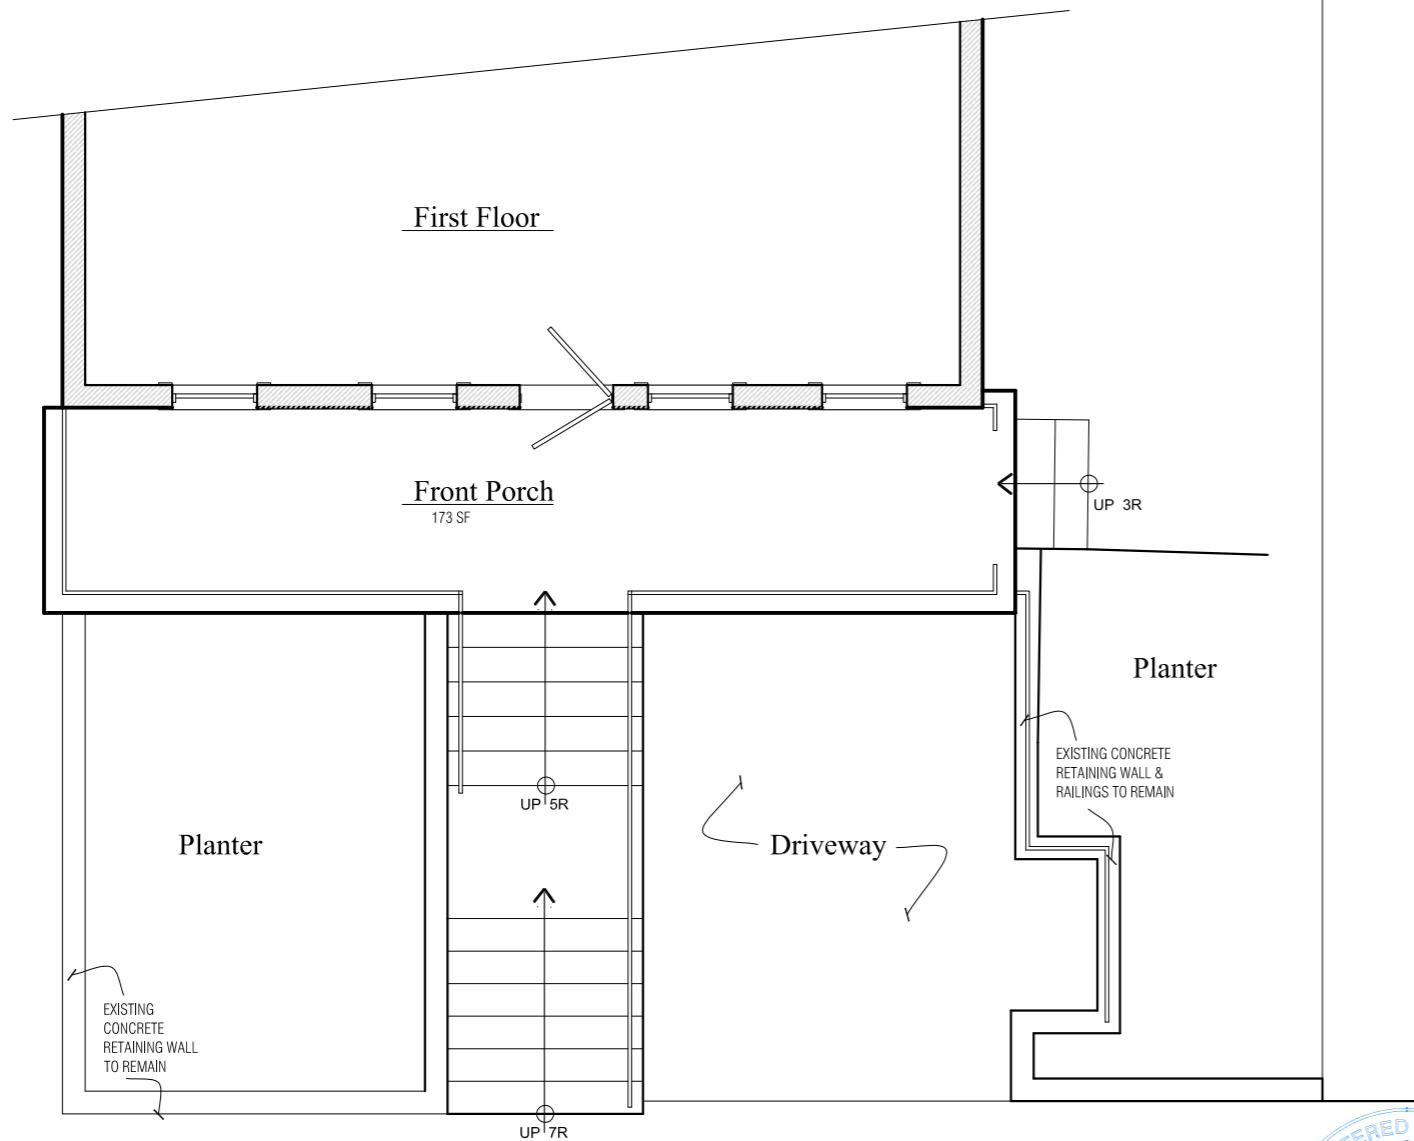 First Floor
Front Porch
173 SF
UP 3R
Planter
EXISTING CONCRETE
RETAINING WALL &
RAILINGS TO REMAIN
UP 5R
Planter
Driveway
EXISTING
CONCRETE
RETAINING WALL
TO REMAIN
UP 7R